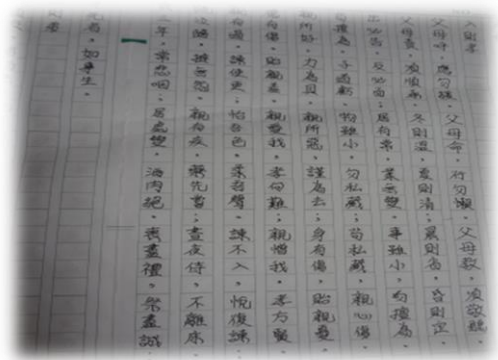 入則孝
父母呼，應勿緩。父母命，行勿懶。父母教，須敬聽
父母責，須順承。冬則溫，夏則凊。晨則省，昏則定
出必告，反必面。居有常，業無變。事雖小，勿擅為
苟擅為，子道虧。物雖小，勿私藏。苟私藏，親心傷
親所好，力為具。親所惡，謹為去。身有傷，貽親憂
德有傷，貽親羞。親愛我，孝何難。親憎我，孝方賢
親有過，諫使更。怡吾色，柔吾聲。諫不入，悅復諫
泣隨，撻無怨。親有疾，藥先嘗。晝夜侍，不離床
三年，常悲咽。居處變，酒肉絕。喪盡禮，祭盡誠
死者，如事生。